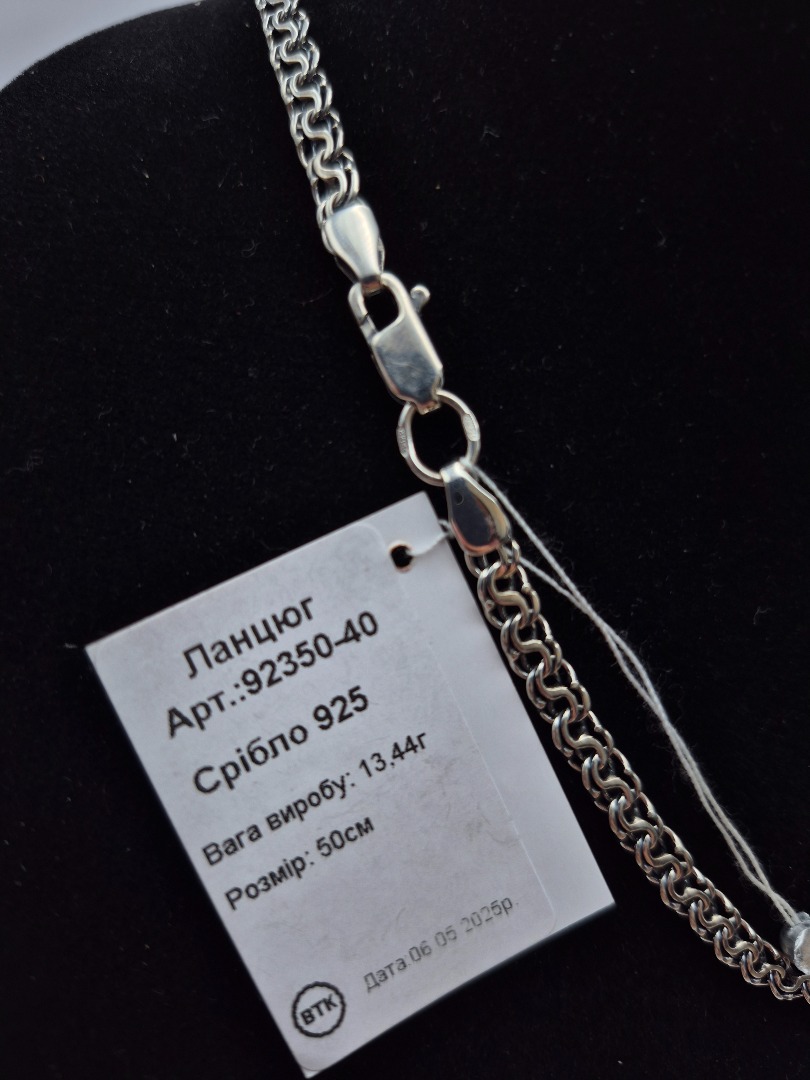 Ланцюг
Арт.:92350-40
Срібло 925
Вага виробу: 13,44г
Розмір: 50см
Дата:06 05 2025р.
ВТК